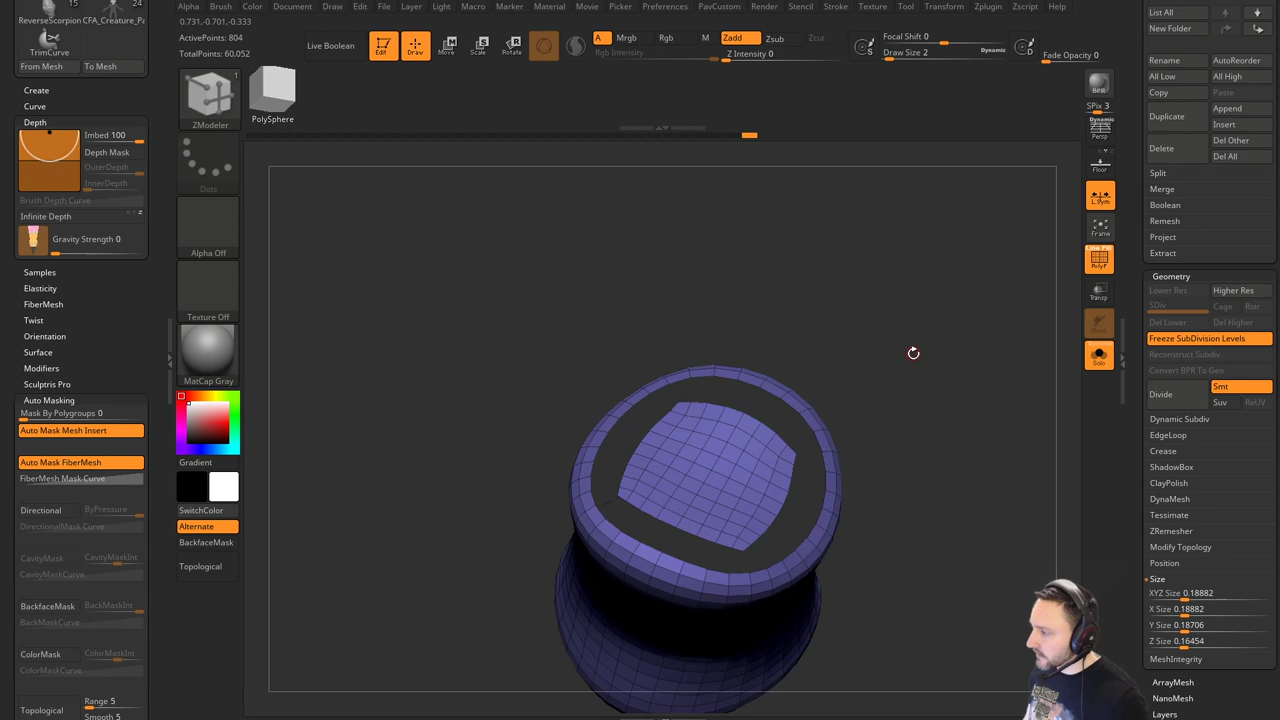 Alpha Brush Color Document Draw Edit File Layer Light Macro Marker Material Movie Picker Preferences PavCustom Render Stencil Stroke Texture Tool Transform Zplugin Zscript Help
15 24
ReverseScorpion CFA_Creature_Pa
TrimCurve
From Mesh To Mesh
Create
Curve
Depth
Imbed 100
Depth Mask
OuterDepth
InnerDepth
Brush Depth Curve
Infinite Depth
Gravity Strength 0
Samples
Elasticity
FiberMesh
Twist
Orientation
Surface
Modifiers
Sculptris Pro
Auto Masking
Mask By Polygroups 0
Auto Mask Mesh Insert
Auto Mask FiberMesh
FiberMesh Mask Curve
Directional ByPressure
DirectionalMaskCurve
CavityMask CavityMaskInt
CavityMaskCurve
BackfaceMask BackMaskInt
BackMaskCurve
ColorMask ColorMaskInt
ColorMaskCurve
Range 5
Topological
Smooth 5
0.731,-0.701,-0.333
ActivePoints: 804
TotalPoints: 60,052
Live Boolean
Edit Draw Move Scale Rotate
A Mrgb Rgb M
Rgb Intensity
Zadd Zsub Zcut
Z Intensity 0
Focal Shift 0
Draw Size 2
Dynamic
S
D
Fade Opacity 0
1
ZModeler
PolySphere
Dots
Alpha Off
Texture Off
MatCap Gray
Gradient
SwitchColor
Alternate
BackfaceMask
Topological
BPR
SPix 3
Dynamic
Persp
Floor
L.Sym
Frame
Line Fill
PolyF
Transp
Solo
List All
New Folder
Rename AutoReorder
All Low All High
Copy Paste
Duplicate Append
Insert
Delete Del Other
Del All
Split
Merge
Boolean
Remesh
Project
Extract
Geometry
Lower Res Higher Res
SDiv Cage Rstr
Del Lower Del Higher
Freeze SubDivision Levels
Reconstruct Subdiv
Convert BPR To Geo
Divide Smt
Suv ReUV
Dynamic Subdiv
EdgeLoop
Crease
ShadowBox
ClayPolish
DynaMesh
Tessimate
ZRemesher
Modify Topology
Position
Size
XYZ Size 0.18882
X Size 0.18882
Y Size 0.18706
Z Size 0.16454
MeshIntegrity
ArrayMesh
NanoMesh
Layers